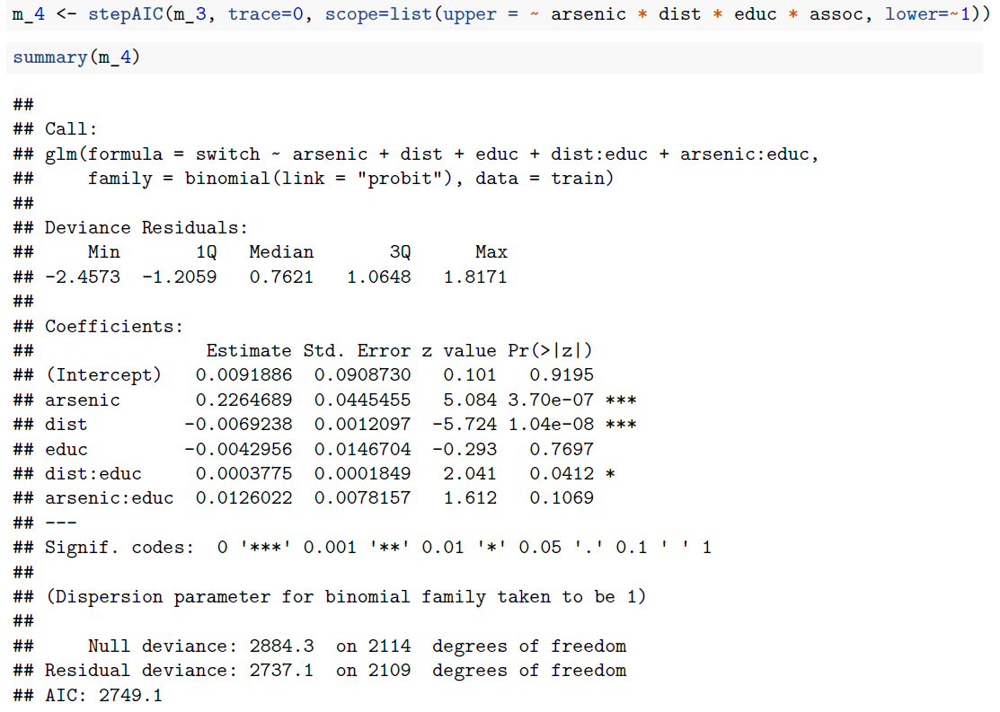 m_4 <- stepAIC(m_3, trace=0, scope=list(upper = ~ arsenic * dist * educ * assoc, lower=~1))
summary(m_4)
##
## Call:
## glm(formula = switch ~ arsenic + dist + educ + dist:educ + arsenic:educ,
##     family = binomial(link = "probit"), data = train)
##
## Deviance Residuals:
##     Min       1Q   Median       3Q      Max
## -2.4573  -1.2059   0.7621   1.0648   1.8171
##
## Coefficients:
##                Estimate Std. Error z value Pr(>|z|)
## (Intercept)   0.0091886  0.0908730   0.101   0.9195
## arsenic       0.2264689  0.0445455   5.084 3.70e-07 ***
## dist         -0.0069238  0.0012097  -5.724 1.04e-08 ***
## educ         -0.0042956  0.0146704  -0.293   0.7697
## dist:educ     0.0003775  0.0001849   2.041   0.0412 *
## arsenic:educ  0.0126022  0.0078157   1.612   0.1069
## ---
## Signif. codes:  0 '***' 0.001 '**' 0.01 '*' 0.05 '.' 0.1 ' ' 1
##
## (Dispersion parameter for binomial family taken to be 1)
##
##     Null deviance: 2884.3  on 2114  degrees of freedom
## Residual deviance: 2737.1  on 2109  degrees of freedom
## AIC: 2749.1